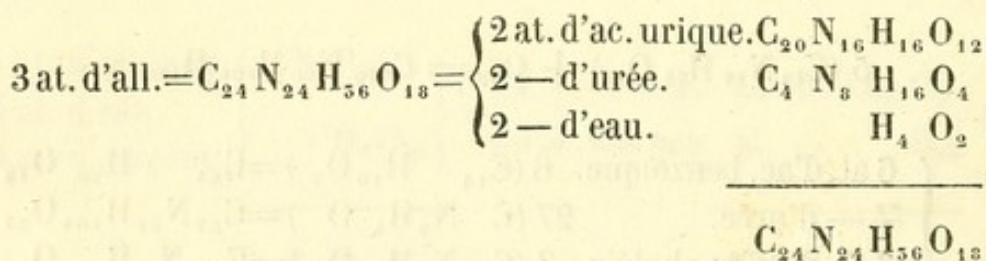 2 at. d'ac. urique. C₂₀ N₁₆ H₁₆ O₁₂
3 at. d'all. = C₂₄ N₂₄ H₃₆ O₁₈ = { 2 — d'urée. C₄ N₈ H₁₆ O₄
2 — d'eau. H₄ O₂
C₂₄ N₂₄ H₃₆ O₁₈